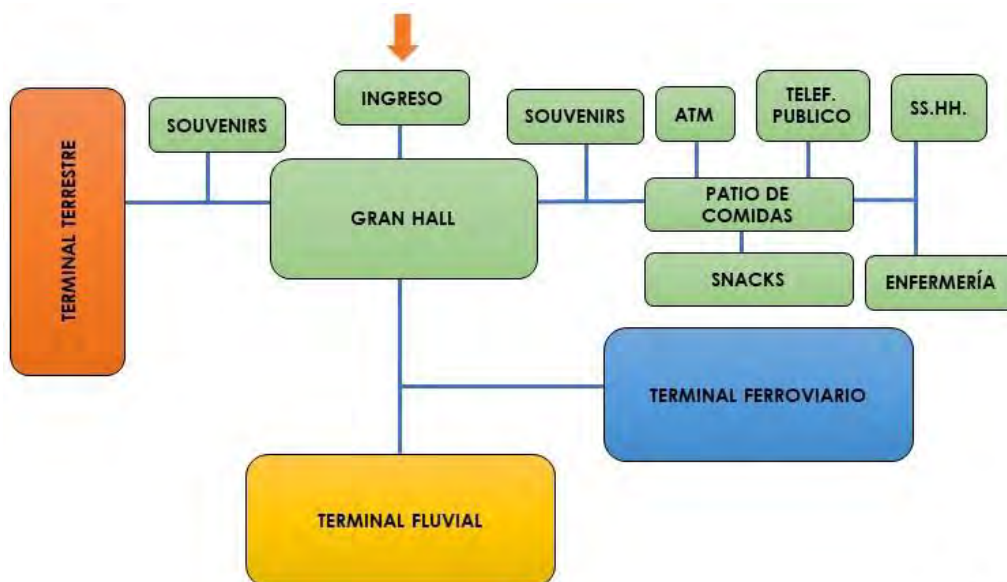 INGRESO
SOUVENIRS
SOUVENIRS
ATM
TELEF.
PUBLICO
SS.HH.
TERMINAL TERRESTRE
GRAN HALL
PATIO DE
COMIDAS
SNACKS
ENFERMERÍA
TERMINAL FERROVIARIO
TERMINAL FLUVIAL